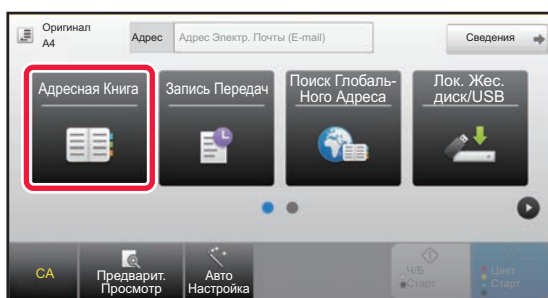 Оригинал
A4
Адрес
Адрес Электр. Почты (E-mail)
Сведения
Адресная Книга
Запись Передач
Поиск Глобаль-
Ного Адреса
Лок. Жес.
диск/USB
CA
Предварит.
Просмотр
Авто
Настройка
Ч/Б
Старт
Цвет
Старт